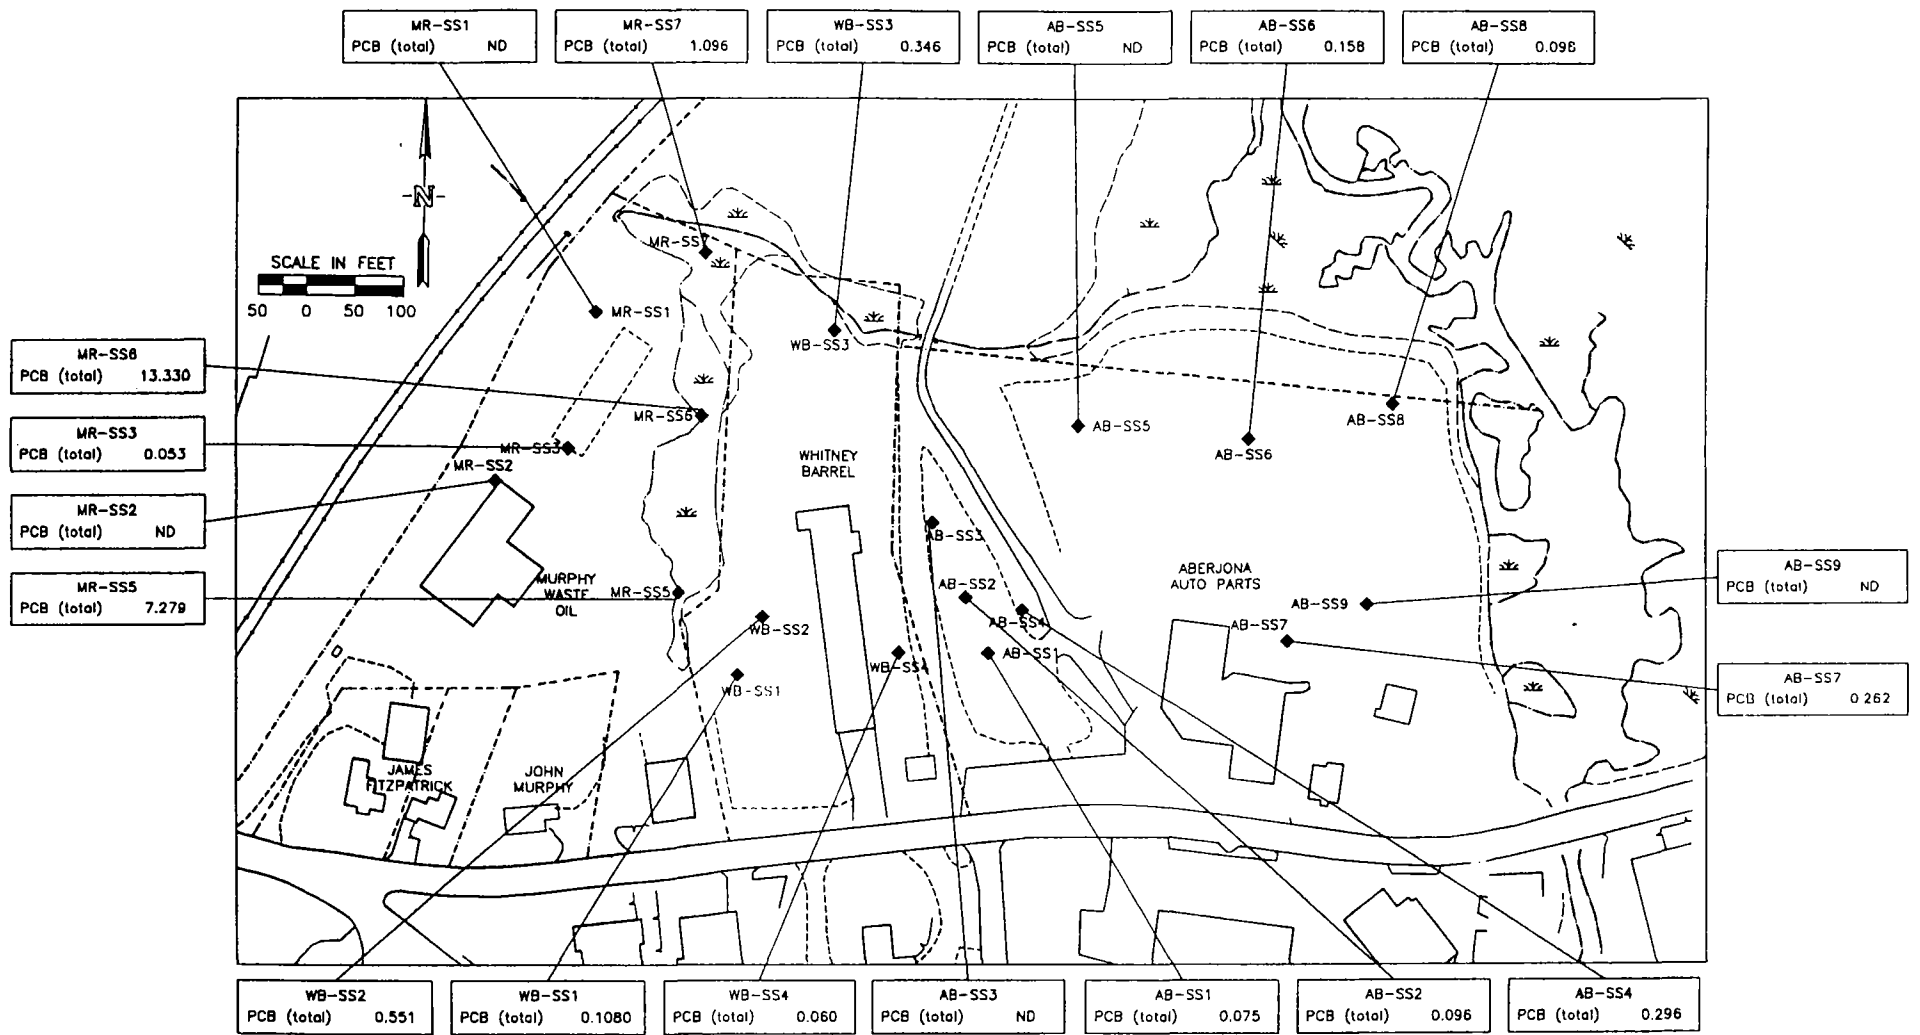 MR-SS1
PCB (total) ND
MR-SS7
PCB (total) 1.096
WB-SS3
PCB (total) 0.346
AB-SS5
PCB (total) ND
AB-SS6
PCB (total) 0.158
AB-SS8
PCB (total) 0.098
N
SCALE IN FEET
50 0 50 100
MR-SS7
MR-SS1
WB-SS3
MR-SS6
PCB (total) 13.330
MR-SS3
PCB (total) 0.053
MR-SS2
PCB (total) ND
MR-SS5
PCB (total) 7.279
MR-SS6
MR-SS3
MR-SS2
AB-SS5
AB-SS8
AB-SS6
WHITNEY
BARREL
AB-SS3
ABERJONA
AUTO PARTS
MURPHY
WASTE
OIL
MR-SS5
AB-SS2
AB-SS4
AB-SS9
WB-SS2
AB-SS7
WB-SS4
AB-SS1
WB-SS1
AB-SS9
PCB (total) ND
AB-SS7
PCB (total) 0 262
JAMES
FITZPATRICK
JOHN
MURPHY
WB-SS2
PCB (total) 0.551
WB-SS1
PCB (total) 0.1080
WB-SS4
PCB (total) 0.060
AB-SS3
PCB (total) ND
AB-SS1
PCB (total) 0.075
AB-SS2
PCB (total) 0.096
AB-SS4
PCB (total) 0.296